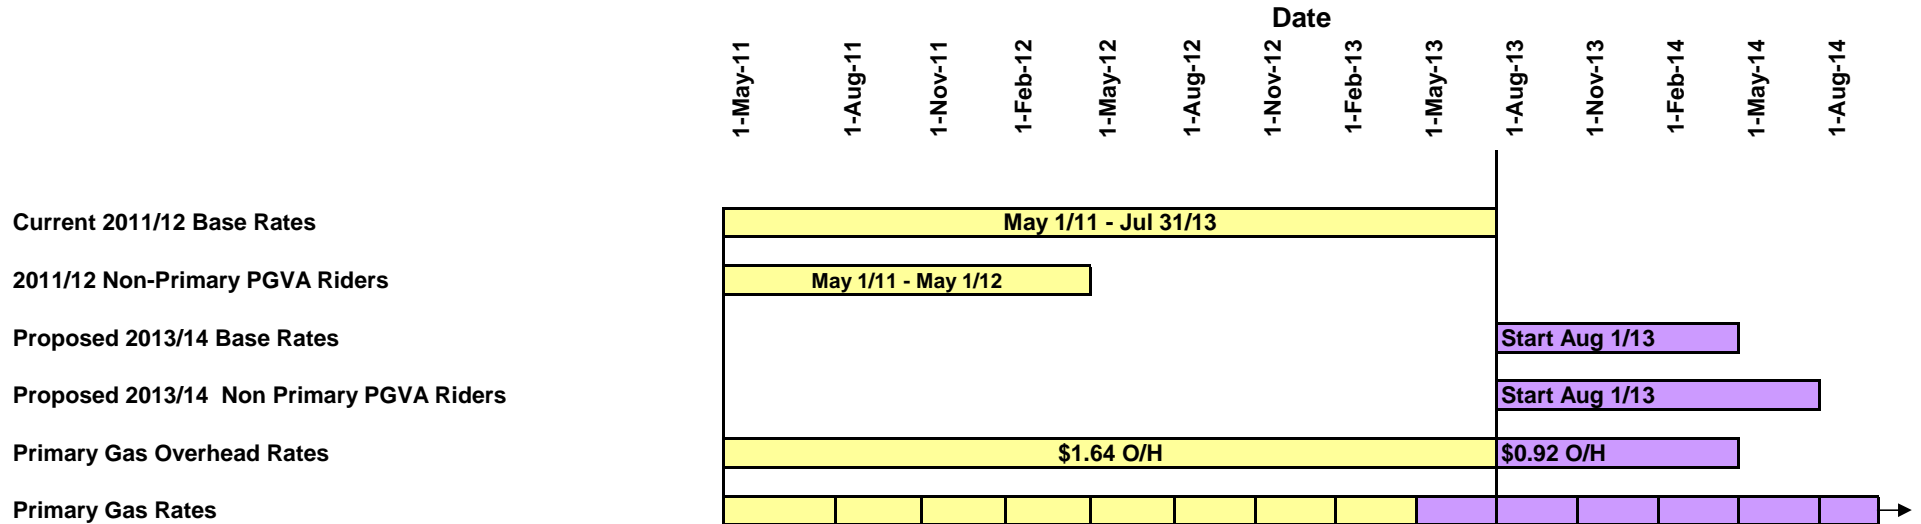 Date
1-May-11
1-Aug-11
1-Nov-11
1-Feb-12
1-May-12
1-Aug-12
1-Nov-12
1-Feb-13
1-May-13
1-Aug-13
1-Nov-13
1-Feb-14
1-May-14
1-Aug-14
Current 2011/12 Base Rates
May 1/11 - Jul 31/13
2011/12 Non-Primary PGVA Riders
May 1/11 - May 1/12
Proposed 2013/14 Base Rates
Start Aug 1/13
Proposed 2013/14 Non Primary PGVA Riders
Start Aug 1/13
Primary Gas Overhead Rates
$1.64 O/H
$0.92 O/H
Primary Gas Rates